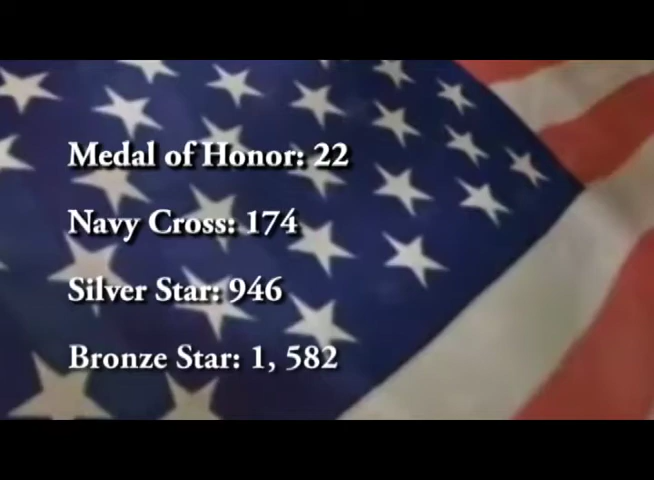 Medal of Honor: 22
Navy Cross: 174
Silver Star: 946
Bronze Star: 1, 582